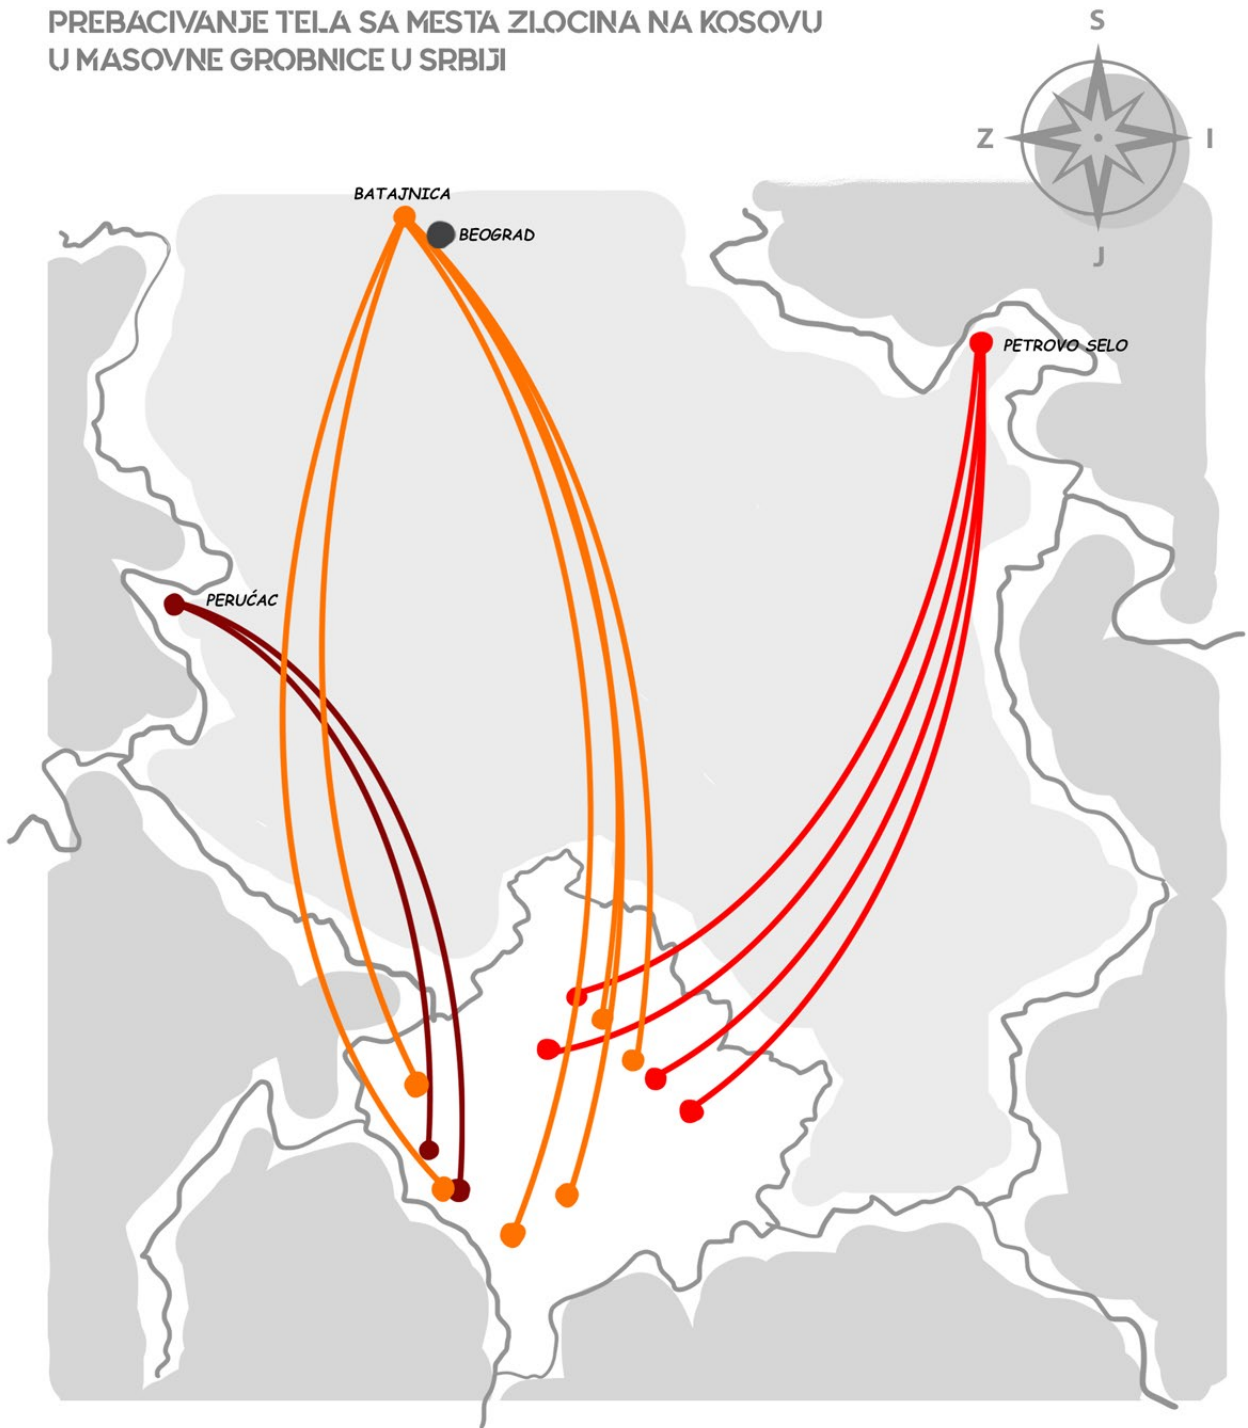 PREBACIVANJE TELA SA MESTA ZLOCINA NA KOSOVU
U MASOVNE GROBNICE U SRBIJI
S
Z
I
J
BATAJNICA
BEOGRAD
PETROVO SELO
PERUĆAC